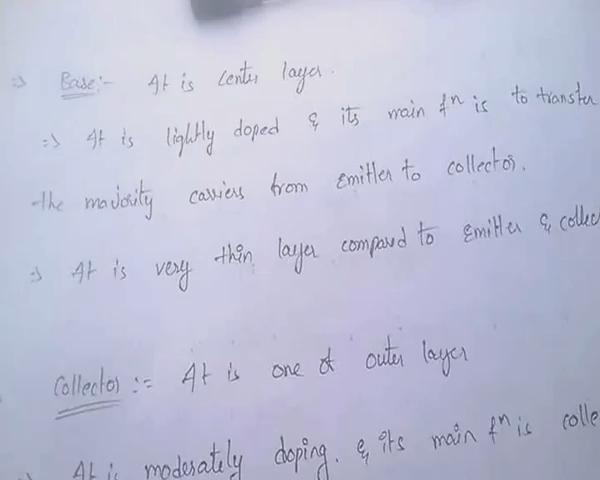 ⇒ Base:- It is center layer.
⇒ It is lightly doped & its main fⁿ is to transfer
the majority carriers from Emitter to collector.
⇒ It is very thin layer compared to Emitter & collec
Collector :- It is one of outer layer
It is moderately doping. & its main fⁿ is colle